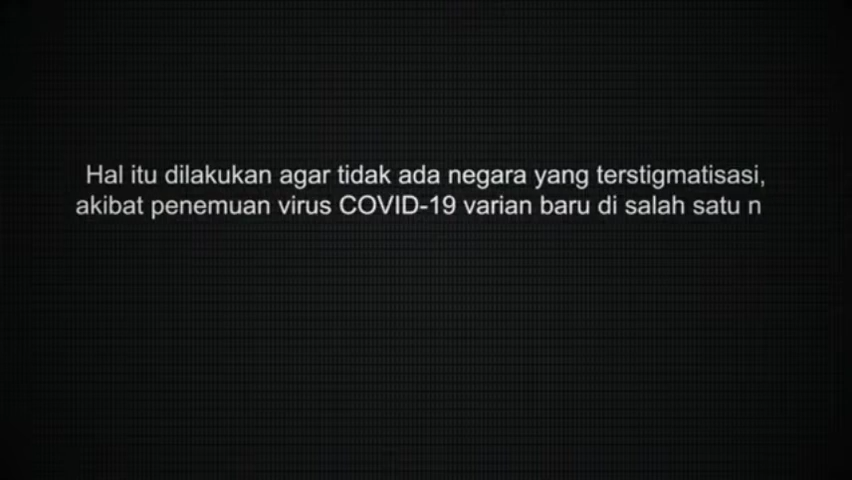 Hal itu dilakukan agar tidak ada negara yang terstigmatisasi,
akibat penemuan virus COVID-19 varian baru di salah satu n